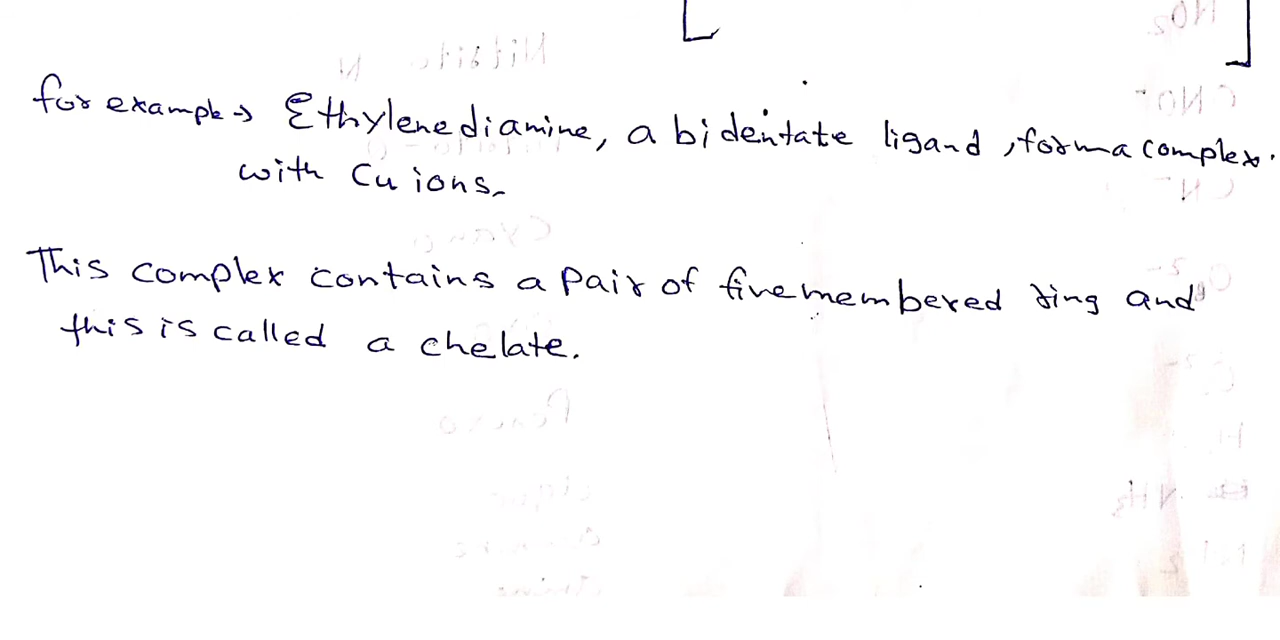 for example → Ethylenediamine, a bidentate ligand, form a complex.
with Cu ions.
This complex contains a pair of five membered ring and
this is called a chelate.